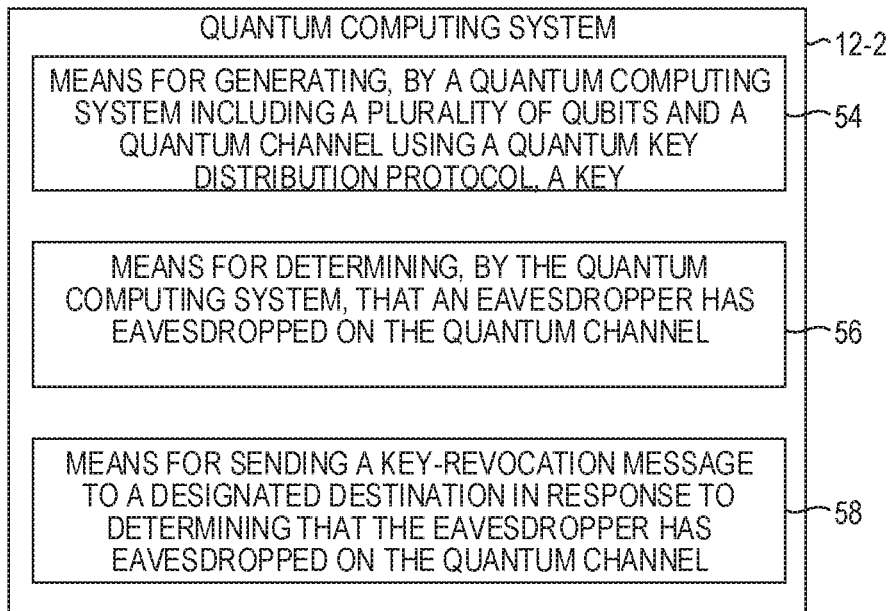 QUANTUM COMPUTING SYSTEM
12-2
MEANS FOR GENERATING, BY A QUANTUM COMPUTING
SYSTEM INCLUDING A PLURALITY OF QUBITS AND A
QUANTUM CHANNEL USING A QUANTUM KEY
DISTRIBUTION PROTOCOL, A KEY
54
MEANS FOR DETERMINING, BY THE QUANTUM
COMPUTING SYSTEM, THAT AN EAVESDROPPER HAS
EAVESDROPPED ON THE QUANTUM CHANNEL
56
MEANS FOR SENDING A KEY-REVOCATION MESSAGE
TO A DESIGNATED DESTINATION IN RESPONSE TO
DETERMINING THAT THE EAVESDROPPER HAS
EAVESDROPPED ON THE QUANTUM CHANNEL
58